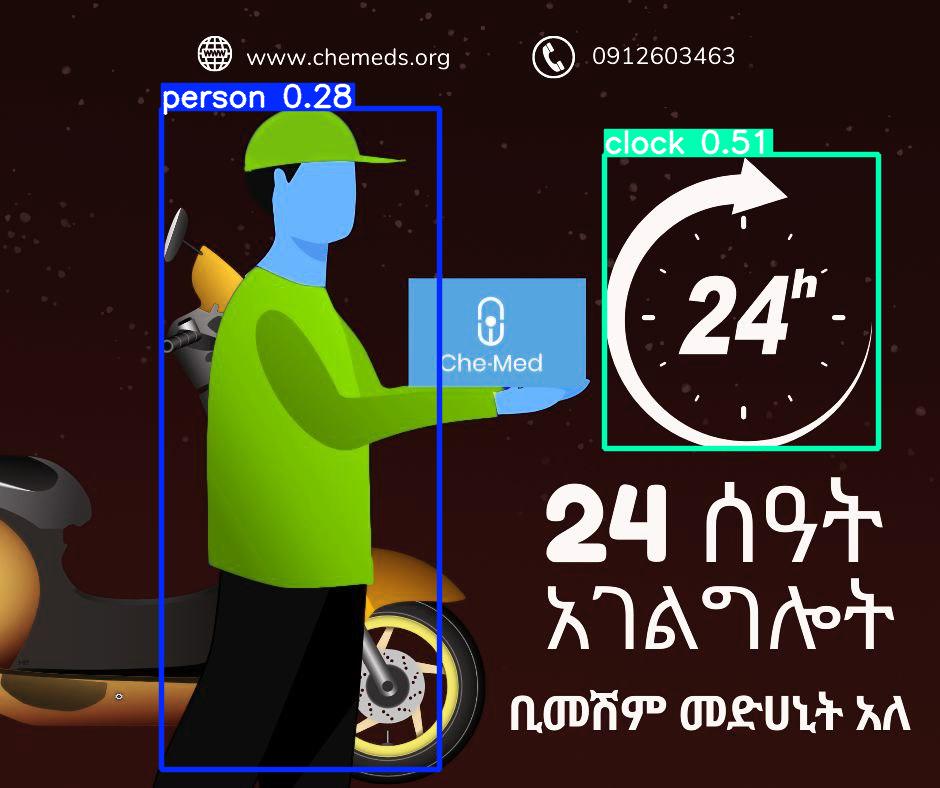 www.chemeds.org
0912603463
person 0.28
clock 0.51
24h
Che-Med
24 ሰዓት
አገልግሎት
ቢመሽም መድሀኒት አለ